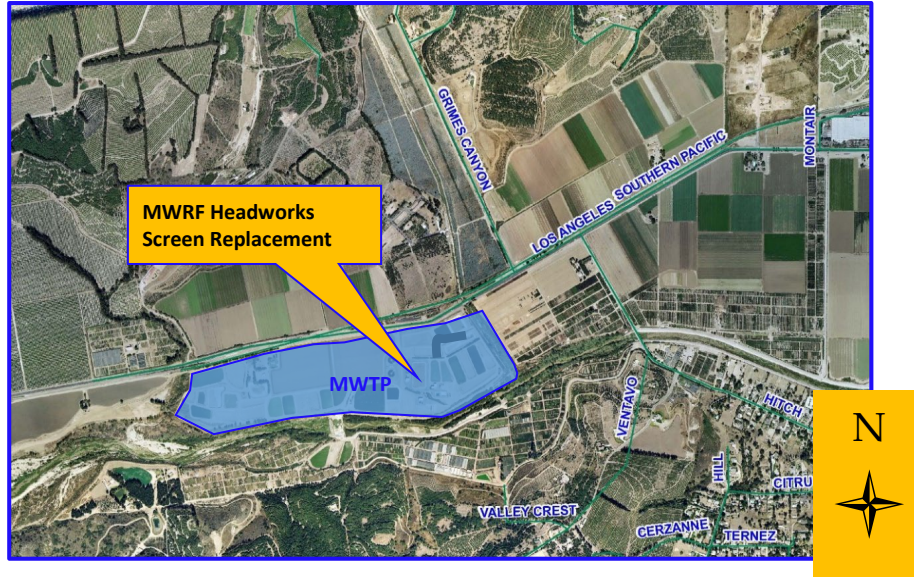 GRIMES CANYON
MONTAIR
LOS ANGELES SOUTHERN PACIFIC
MWRF Headworks
Screen Replacement
MWTP
VENTAVO
HITCH
HILL
CITRU
VALLEY CREST
CERZANNE
TERNEZ
N